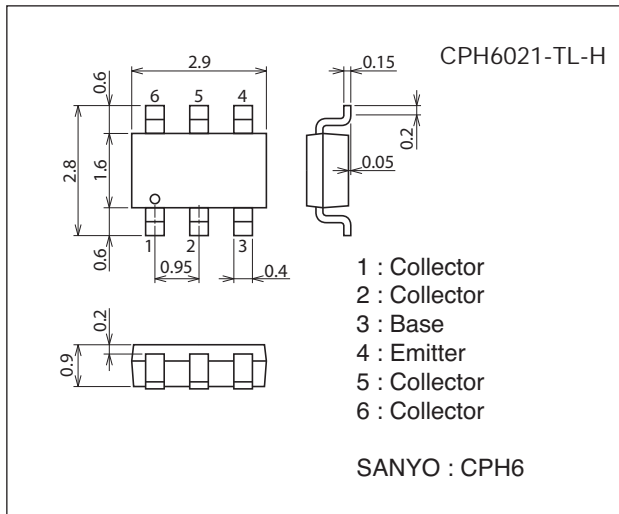 CPH6021-TL-H
2.9
0.15
0.6
6 5 4
0.2
2.8
1.6
0.05
0.6
1 2 3
0.95
0.4
1 : Collector
2 : Collector
3 : Base
4 : Emitter
5 : Collector
6 : Collector
0.2
0.9
SANYO : CPH6